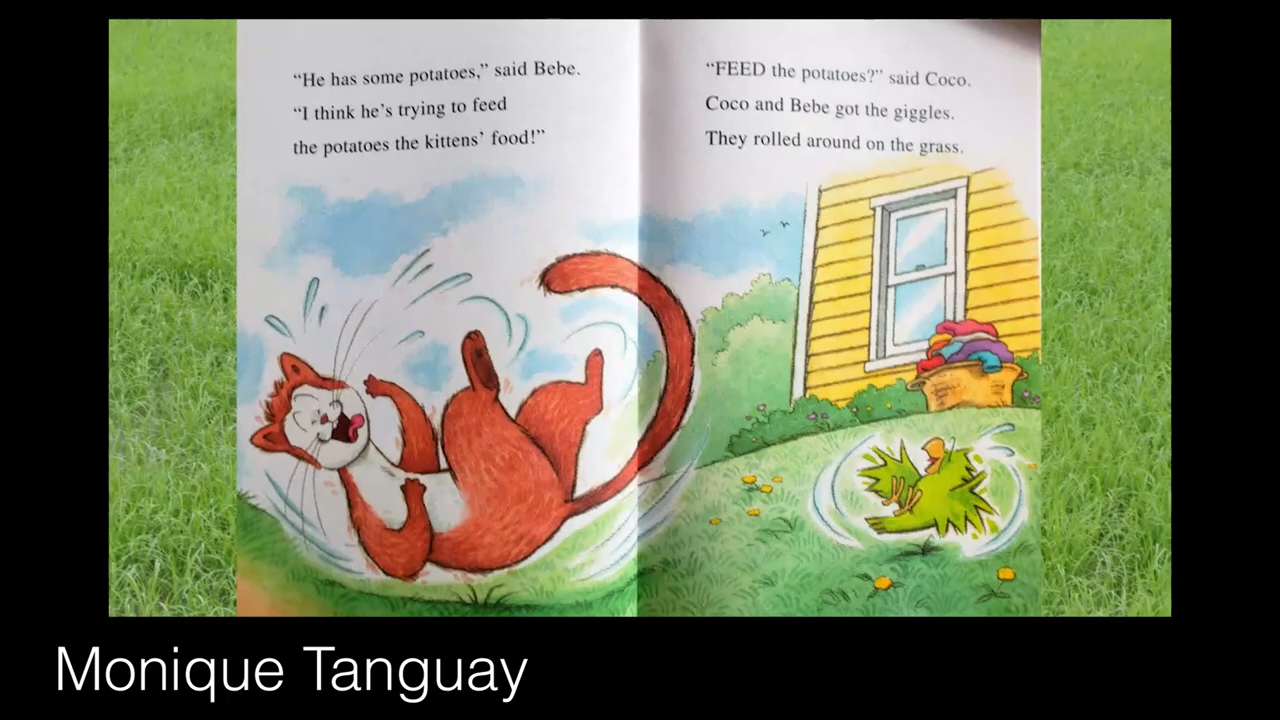 “He has some potatoes,” said Bebe.
“I think he’s trying to feed
the potatoes the kittens’ food!”
“FEED the potatoes?” said Coco.
Coco and Bebe got the giggles.
They rolled around on the grass.
Monique Tanguay